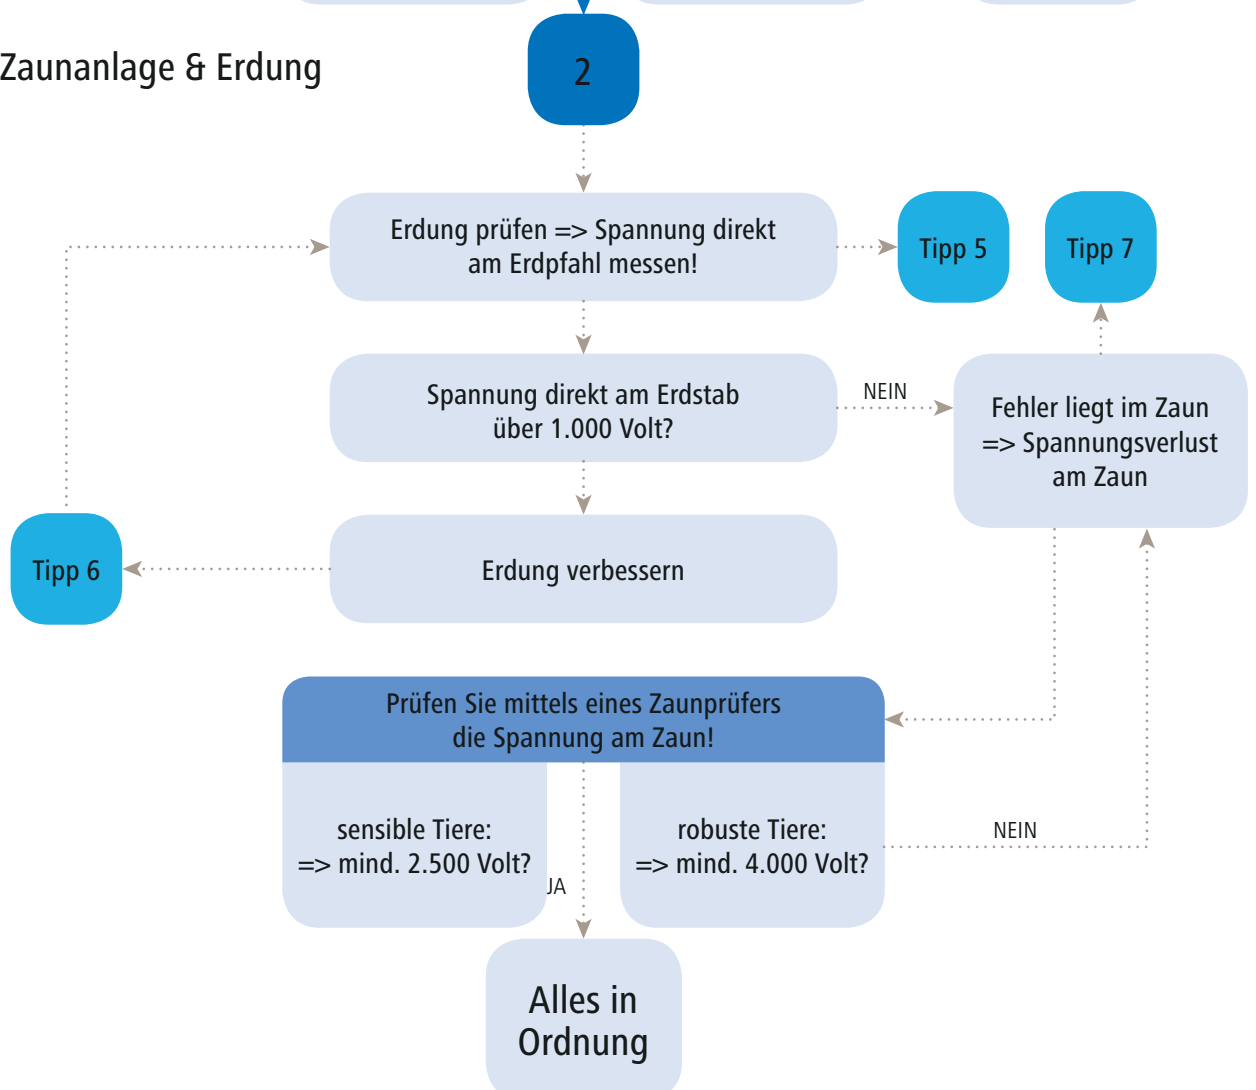 Zaunanlage & Erdung
2
Erdung prüfen => Spannung direkt
am Erdpfahl messen!
Tipp 5
Tipp 7
Spannung direkt am Erdstab
über 1.000 Volt?
NEIN
Fehler liegt im Zaun
=> Spannungsverlust
am Zaun
Tipp 6
Erdung verbessern
Prüfen Sie mittels eines Zaunprüfers
die Spannung am Zaun!
sensible Tiere:
=> mind. 2.500 Volt?
JA
robuste Tiere:
=> mind. 4.000 Volt?
NEIN
Alles in
Ordnung